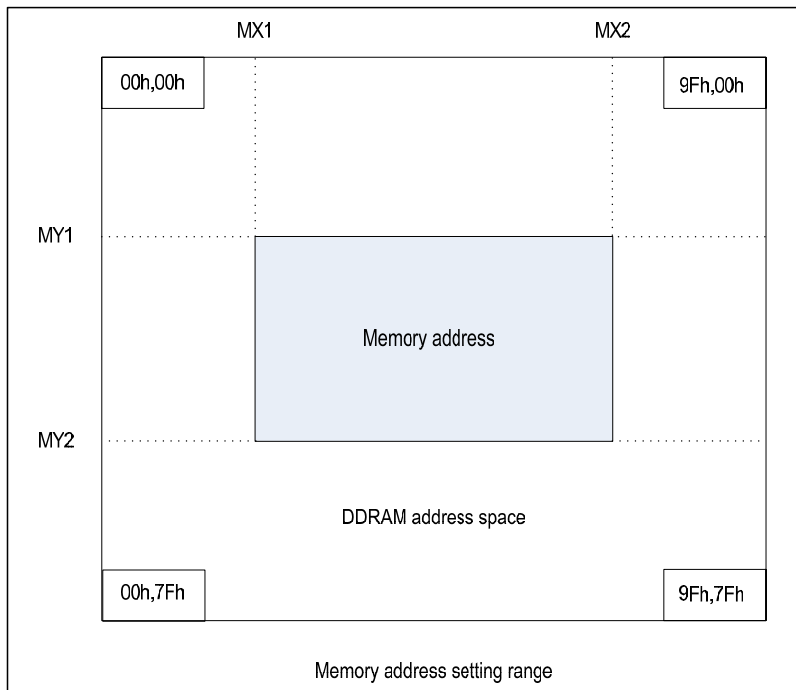 MX1 MX2
00h,00h 9Fh,00h
MY1
Memory address
MY2
DDRAM address space
00h,7Fh 9Fh,7Fh
Memory address setting range